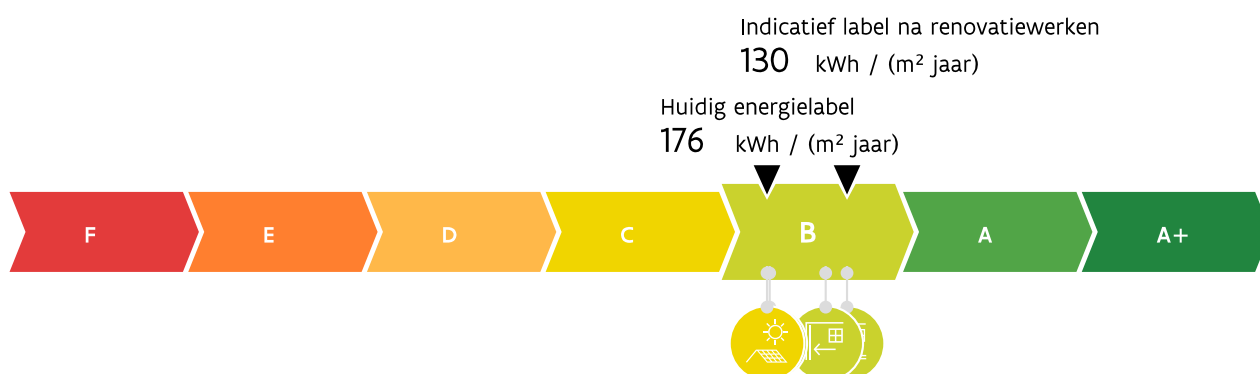 Indicatief label na renovatiewerken
130 kWh / (m² jaar)
Huidig energielabel
176 kWh / (m² jaar)
F E D C B A A+